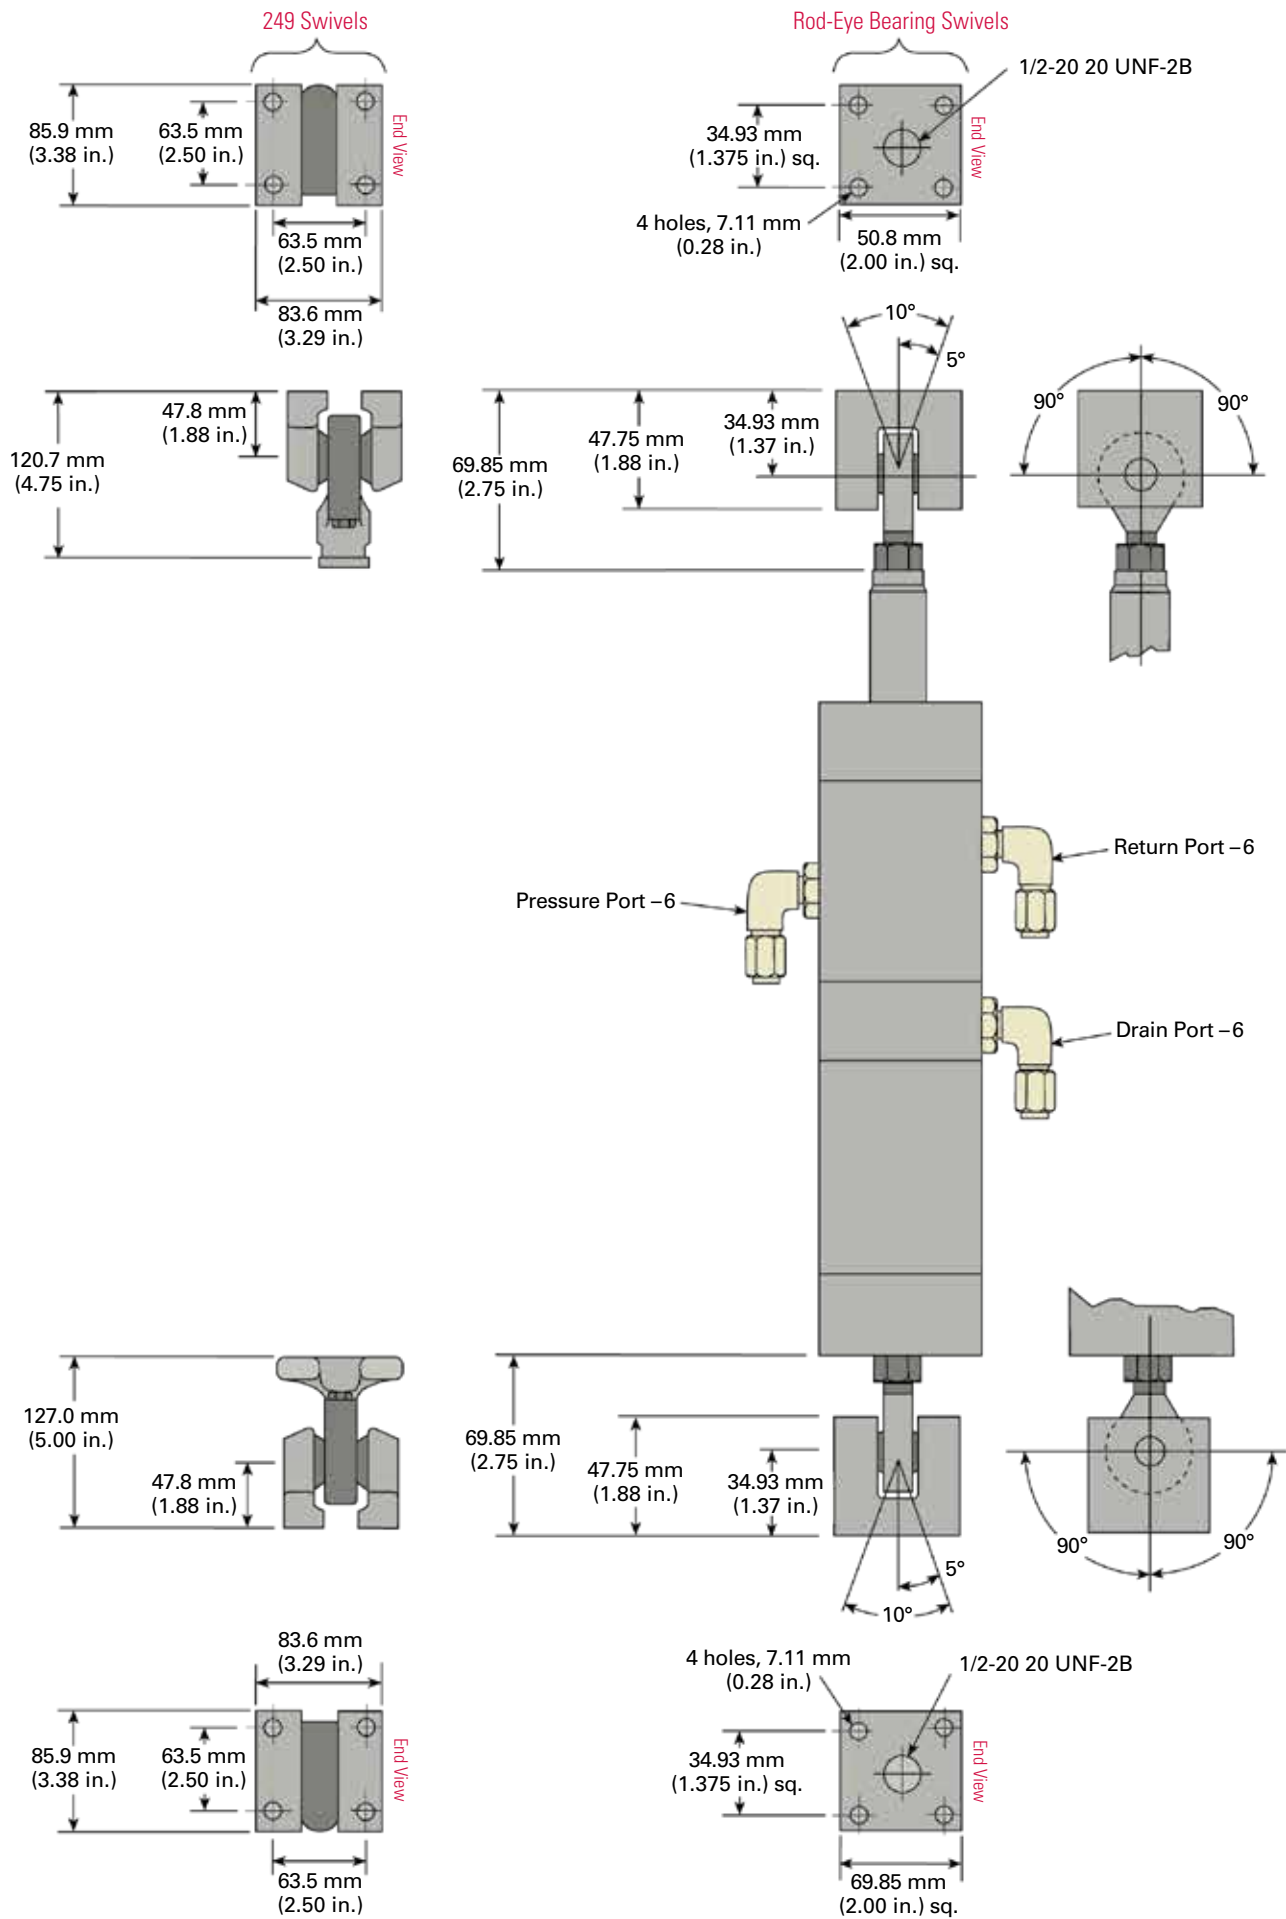 249 Swivels
Rod-Eye Bearing Swivels
1/2-20 20 UNF-2B
85.9 mm
(3.38 in.)
63.5 mm
(2.50 in.)
End View
34.93 mm
(1.375 in.) sq.
End View
4 holes, 7.11 mm
(0.28 in.)
63.5 mm
(2.50 in.)
50.8 mm
(2.00 in.) sq.
83.6 mm
(3.29 in.)
10°
5°
47.8 mm
(1.88 in.)
120.7 mm
(4.75 in.)
69.85 mm
(2.75 in.)
47.75 mm
(1.88 in.)
34.93 mm
(1.37 in.)
90°
90°
Return Port –6
Pressure Port –6
Drain Port –6
127.0 mm
(5.00 in.)
47.8 mm
(1.88 in.)
69.85 mm
(2.75 in.)
47.75 mm
(1.88 in.)
34.93 mm
(1.37 in.)
90°
90°
5°
10°
83.6 mm
(3.29 in.)
4 holes, 7.11 mm
(0.28 in.)
1/2-20 20 UNF-2B
85.9 mm
(3.38 in.)
63.5 mm
(2.50 in.)
End View
34.93 mm
(1.375 in.) sq.
End View
63.5 mm
(2.50 in.)
69.85 mm
(2.00 in.) sq.